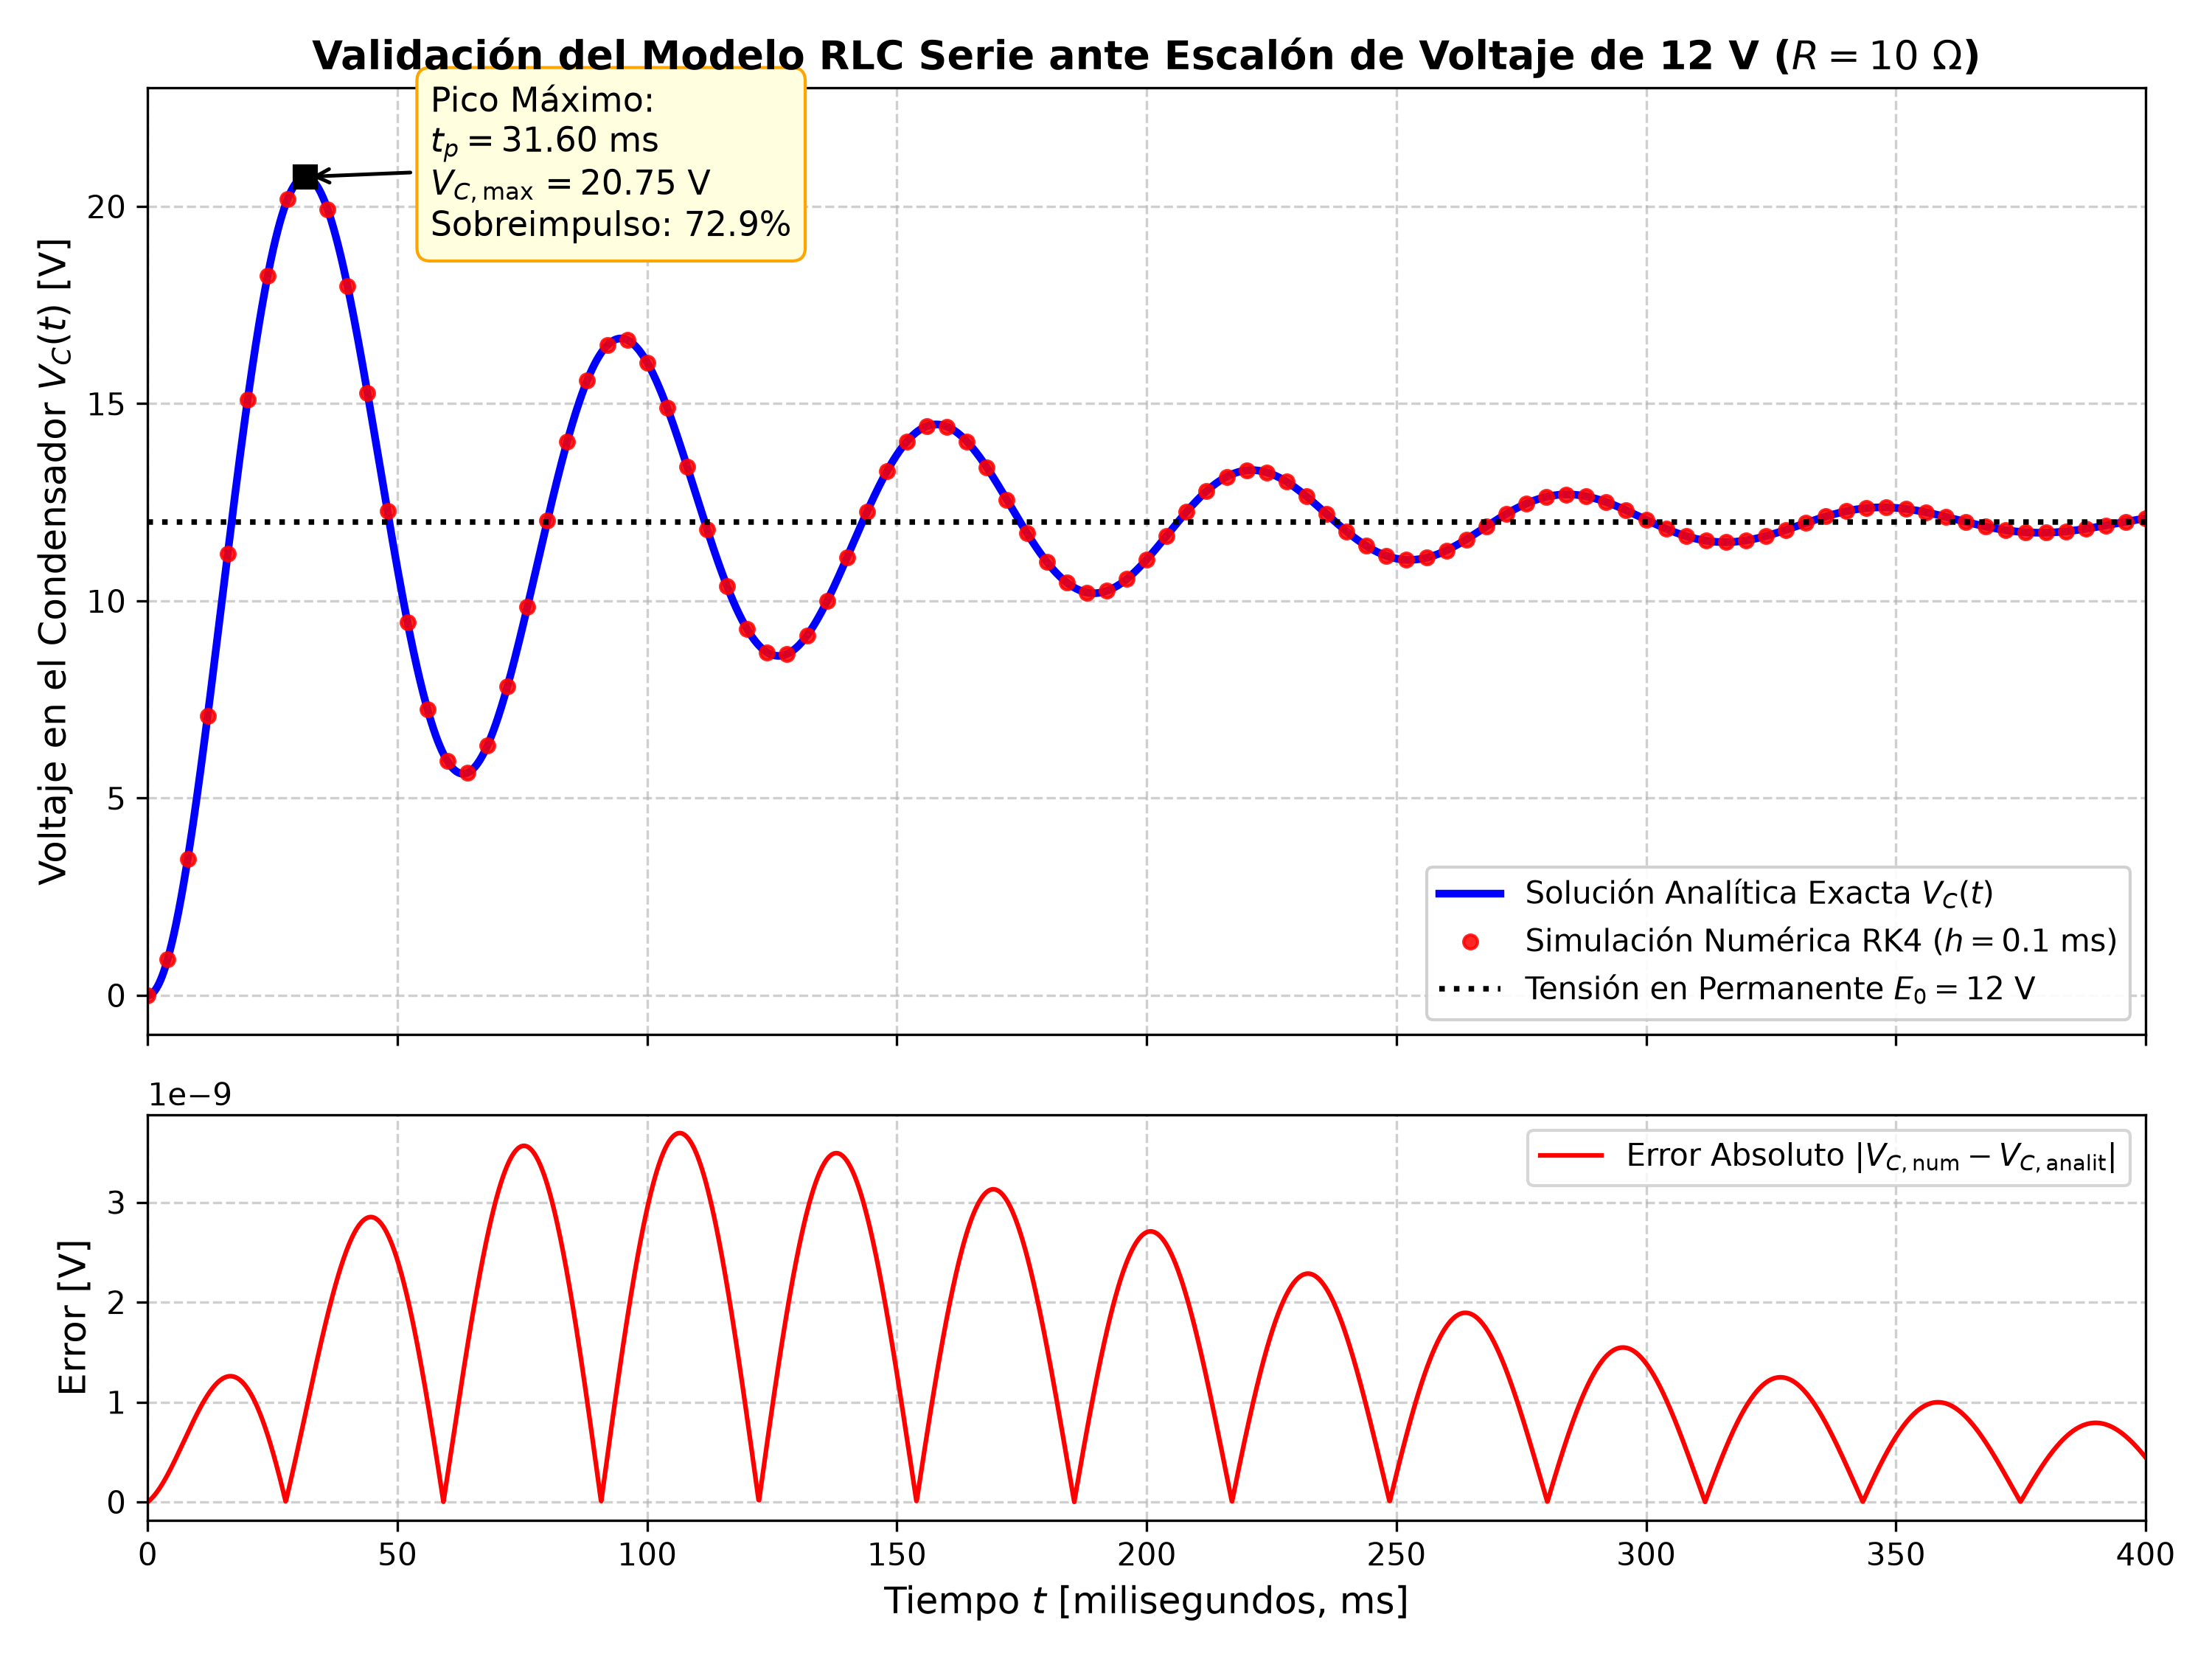 Validación del Modelo RLC Serie ante Escalón de Voltaje de 12 V (R = 10 Ω)
Pico Máximo:
t_p = 31.60 ms
V_{C, max} = 20.75 V
Sobreimpulso: 72.9%
Voltaje en el Condensador V_C(t) [V]
20
15
10
5
0
Solución Analítica Exacta V_C(t)
Simulación Numérica RK4 (h = 0.1 ms)
Tensión en Permanente E_0 = 12 V
1e−9
Error Absoluto |V_{C, num} − V_{C, analit}|
Error [V]
3
2
1
0
0 50 100 150 200 250 300 350 400
Tiempo t [milisegundos, ms]